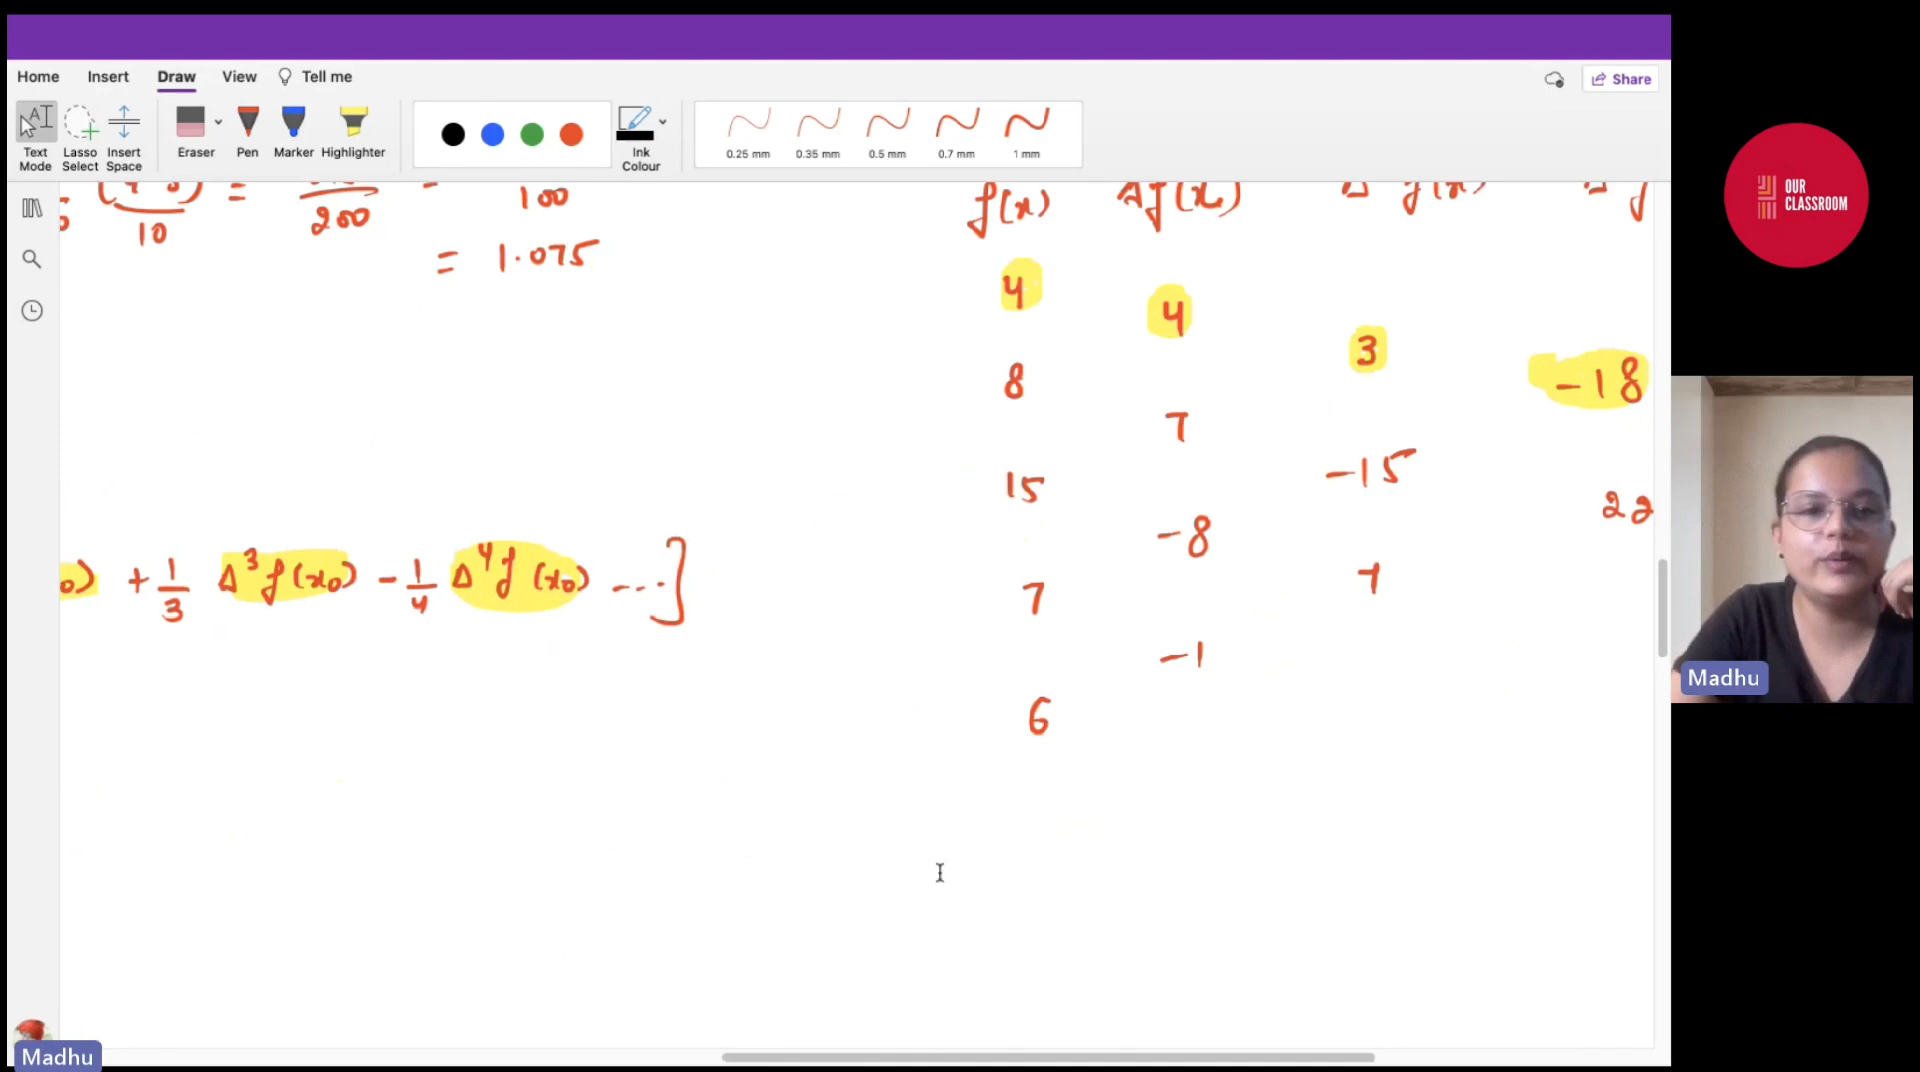 Home Insert Draw View Tell me
Share
Text Mode
Lasso Select
Insert Space
Eraser
Pen
Marker
Highlighter
Ink Colour
0.25 mm
0.35 mm
0.5 mm
0.7 mm
1 mm
10
= 200 = 100
= 1.075
+ 1/3 Δ³f(x₀) - 1/4 Δ⁴f(x₀) ....]
f(x) Δf(x)
4
4
3
-18
8
7
-15
22
15
-8
7
7
-1
6
OUR CLASSROOM
Madhu
Madhu